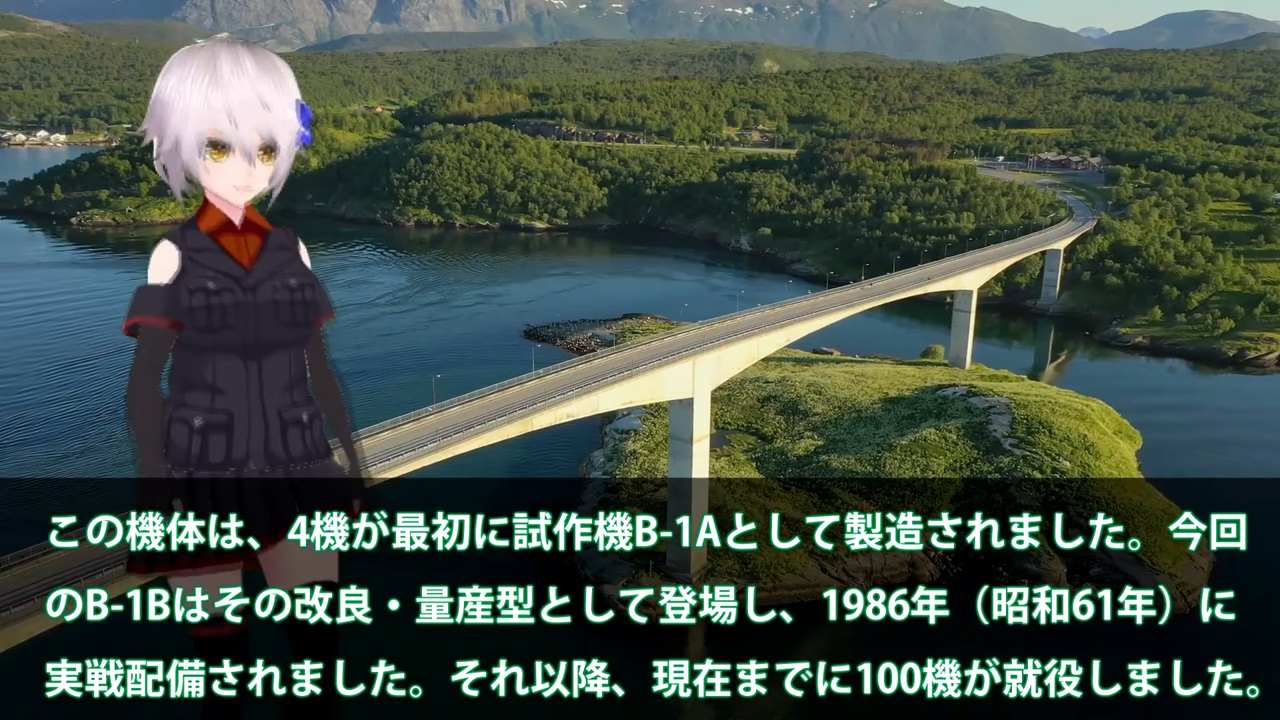 この機体は、4機が最初に試作機B-1Aとして製造されました。今回
のB-1Bはその改良・量産型として登場し、1986年（昭和61年）に
実戦配備されました。それ以降、現在までに100機が就役しました。